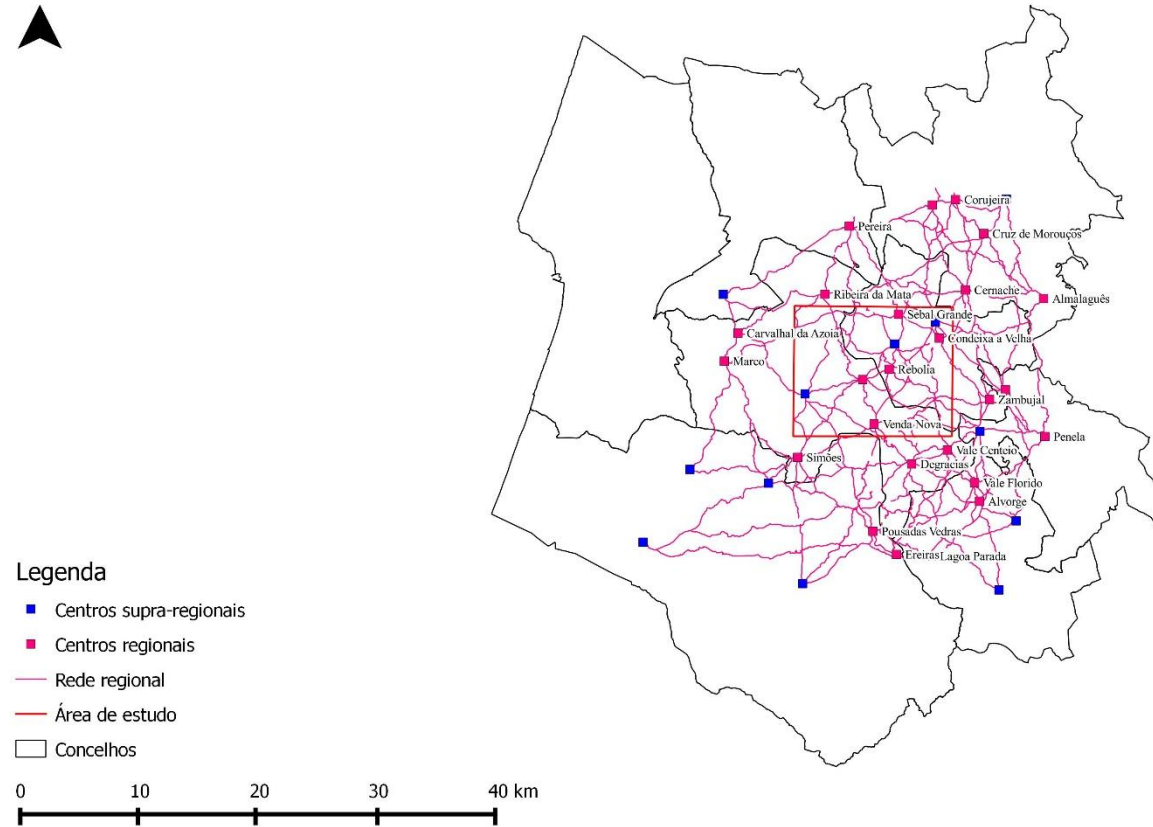 Corujeira
Cruz de Morouços
Pereira
Cernache
Almalaguês
Ribeira da Mata
Sebal Grande
Carvalhal da Azoia
Condeixa a Velha
Marco
Rebolia
Zambujal
Venda Nova
Penela
Vale Centeio
Simões
Degracias
Vale Florido
Alvorge
Pousadas Vedras
Ereiras
Lagoa Parada
Legenda
Centros supra-regionais
Centros regionais
Rede regional
Área de estudo
Concelhos
0 10 20 30 40 km